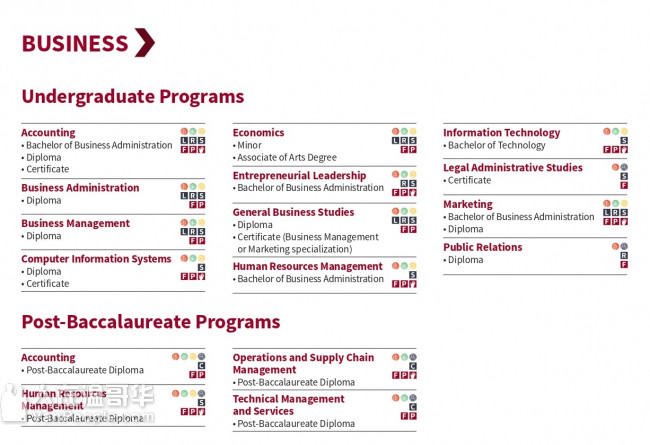 BUSINESS
Undergraduate Programs
Accounting
• Bachelor of Business Administration
• Diploma
• Certificate
L R S
F P
Business Administration
• Diploma
L R S
F P
Business Management
• Diploma
L R S
F P
Computer Information Systems
• Diploma
• Certificate
S
F P
Economics
• Minor
• Associate of Arts Degree
L R S
F P
Entrepreneurial Leadership
• Bachelor of Business Administration
R S
F P
General Business Studies
• Diploma
• Certificate (Business Management
or Marketing specialization)
L R S
F P
Human Resources Management
• Bachelor of Business Administration
S
F P
Information Technology
• Bachelor of Technology
S
F P
Legal Administrative Studies
• Certificate
S
F
Marketing
• Bachelor of Business Administration
• Diploma
L R S
F P
Public Relations
• Diploma
R
F
Post-Baccalaureate Programs
Accounting
• Post-Baccalaureate Diploma
C
F P
Human Resources
Management
• Post-Baccalaureate Diploma
S
F P
Operations and Supply Chain
Management
• Post-Baccalaureate Diploma
C
F P
Technical Management
and Services
• Post-Baccalaureate Diploma
C
F P
温哥华